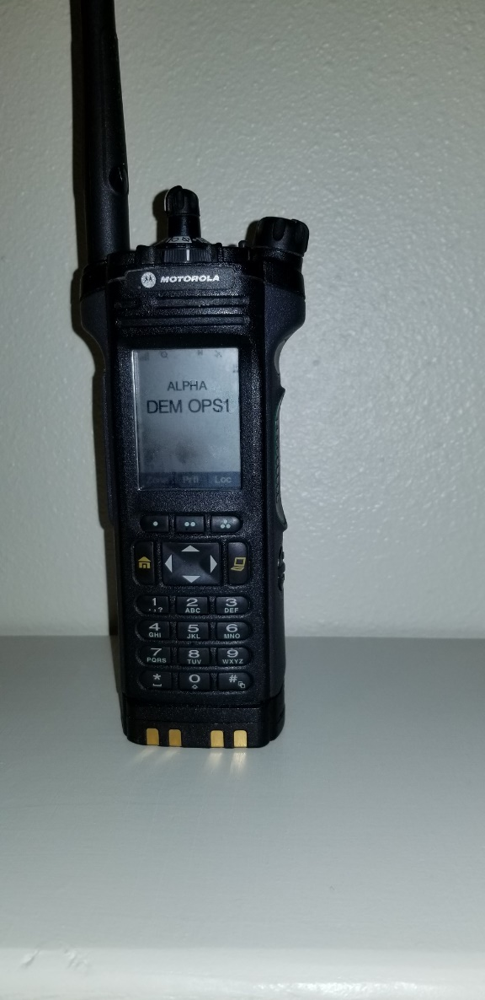 MOTOROLA
ALPHA
DEM OPS1
Zone Prfl Loc
1 2 3
. , ? ABC DEF
4 5 6
GHI JKL MNO
7 8 9
PQRS TUV WXYZ
* 0 #